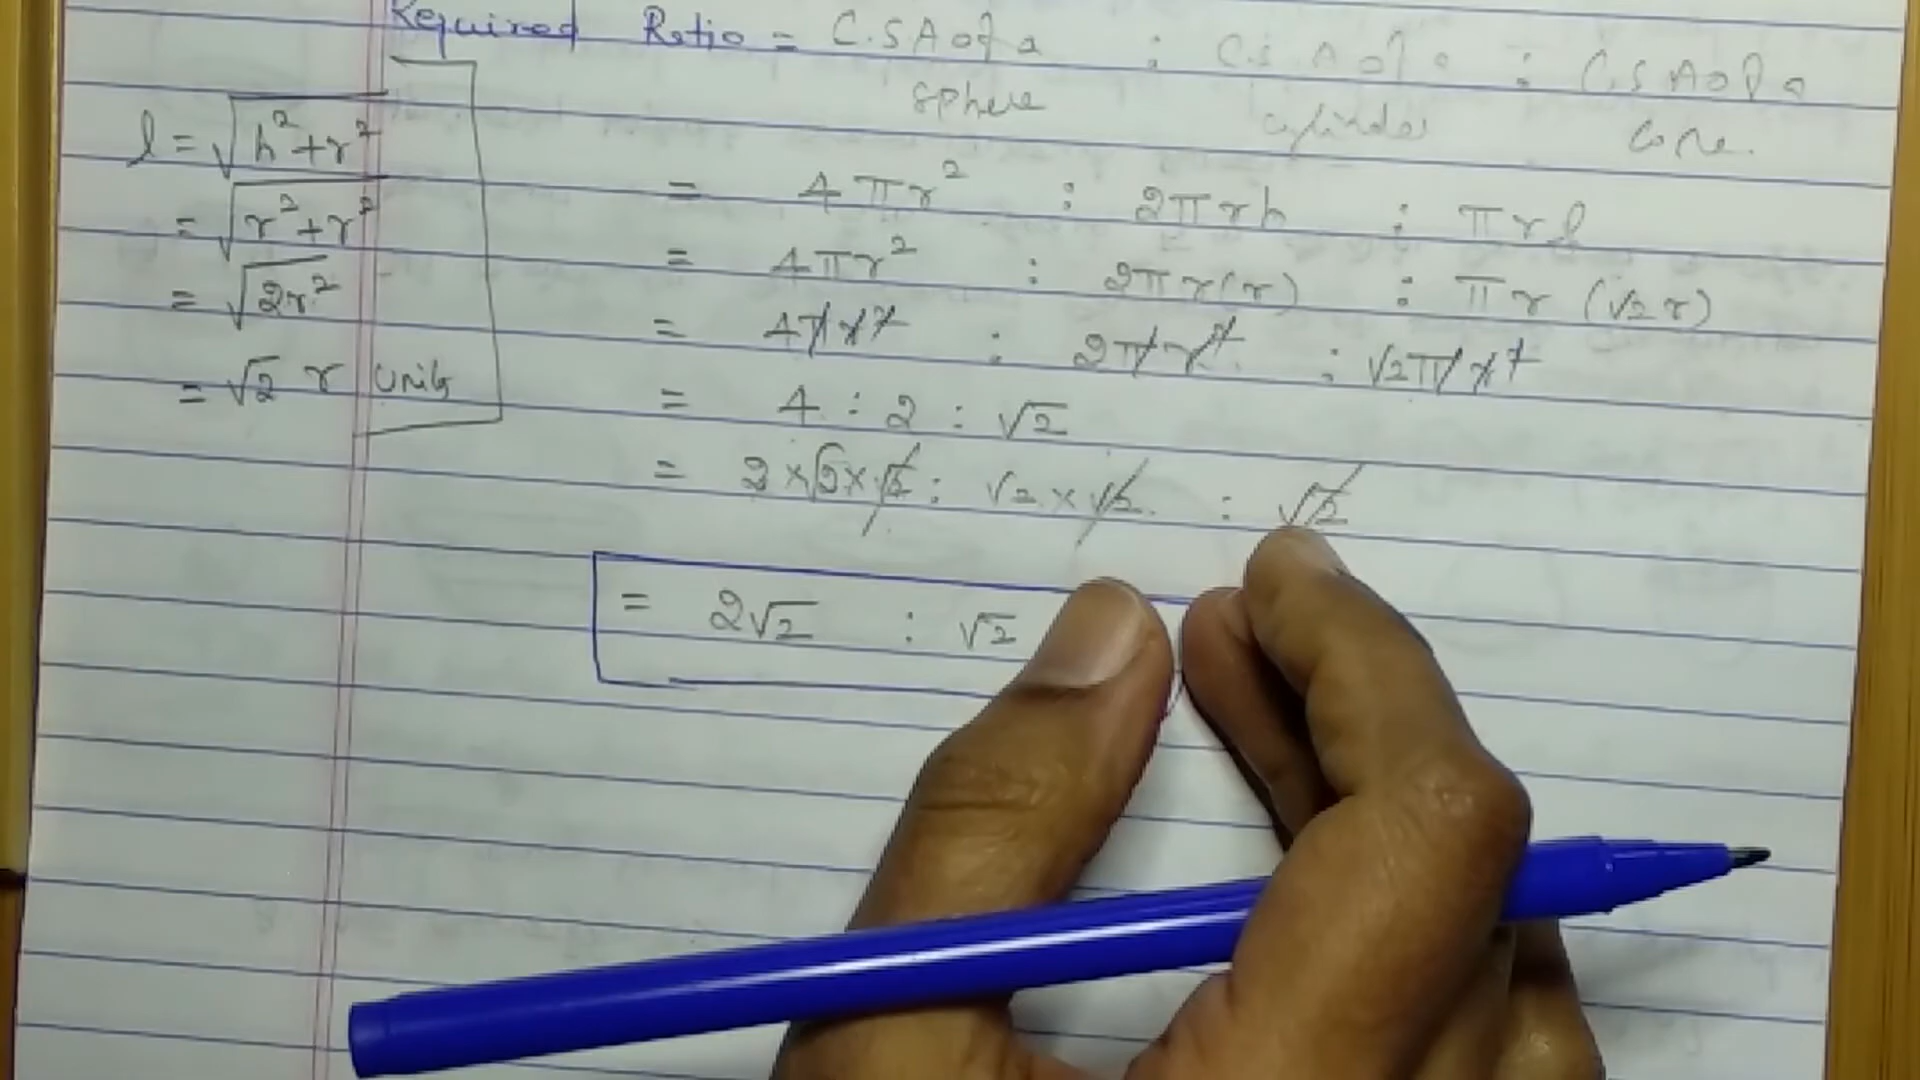 Required Ratio = C.S.A of a : C.S.A of a : C.S.A of a
sphere cylinder cone.
l = √h²+r²
= √r²+r²
= √2r²
= √2 r units
= 4πr² : 2πrh : πrl
= 4πr² : 2πr(r) : πr (√2 r)
= 4πr² : 2πr² : √2πr²
= 4 : 2 : √2
= 2×√2×√2 : √2×√2 : √2
= 2√2 : √2